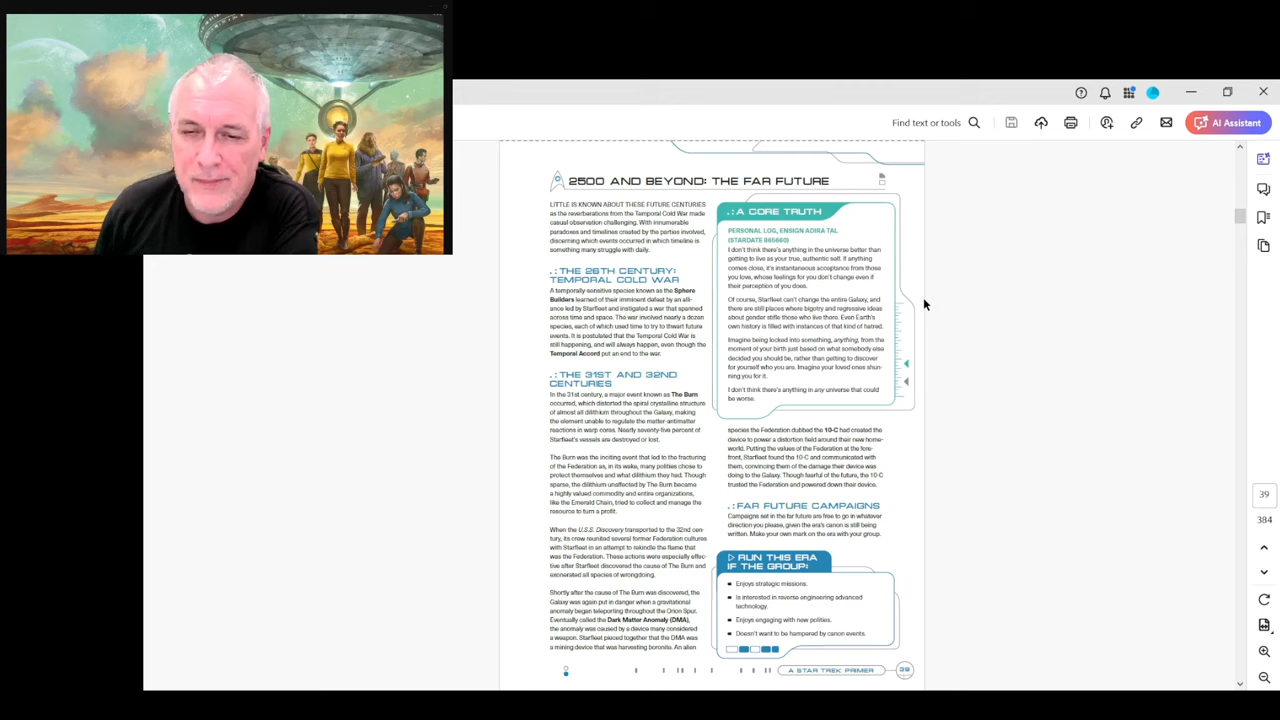 Find text or tools
AI Assistant
2500 AND BEYOND: THE FAR FUTURE
LITTLE IS KNOWN ABOUT THESE FUTURE CENTURIES
as the reverberations from the Temporal Cold War made
casual observation challenging. With innumerable
paradoxes and timelines created by the parties involved,
discerning which events occurred in which timeline is
something many struggle with daily.
.:THE 26TH CENTURY:
TEMPORAL COLD WAR
A temporally-sensitive species known as the Sphere
Builders learned of their imminent defeat by an alli-
ance led by Starfleet and instigated a war that spanned
across time and space. The war involved nearly a dozen
species, each of which used time to try to thwart future
events. It is postulated that the Temporal Cold War is
still happening, and will always happen, even though the
Temporal Accord put an end to the war.
.:THE 31ST AND 32ND
CENTURIES
In the 31st century, a major event known as The Burn
occurred, which distorted the spiral crystalline structure
of almost all dilithium throughout the Galaxy, making
the element unable to regulate the matter-antimatter
reactions in warp cores. Nearly seventy-five percent of
Starfleet's vessels are destroyed or lost.
The Burn was the inciting event that led to the fracturing
of the Federation as, in its wake, many polities chose to
protect themselves and what dilithium they had. Though
sparse, the dilithium unaffected by The Burn became
a highly valued commodity and entire organizations,
like the Emerald Chain, tried to collect and manage the
resource to turn a profit.
When the U.S.S. Discovery transported to the 32nd cen-
tury, its crew reunited several former Federation cultures
with Starfleet in an attempt to rekindle the flame that
was the Federation. These actions were especially effec-
tive after Starfleet discovered the cause of The Burn and
exonerated all species of wrongdoing.
Shortly after the cause of The Burn was discovered, the
Galaxy was again put in danger when a gravitational
anomaly began teleporting throughout the Orion Spur.
Eventually called the Dark Matter Anomaly (DMA),
the anomaly was caused by a device many considered
a weapon. Starfleet pieced together that the DMA was
a mining device that was harvesting boronite. An alien
.:A CORE TRUTH
PERSONAL LOG, ENSIGN ADIRA TAL
(STARDATE 865660)
I don't think there's anything in the universe better than
getting to live as your true, authentic self. If anything
comes close, it's instantaneous acceptance from those
you love, whose feelings for you don't change even if
their perception of you does.
Of course, Starfleet can't change the entire Galaxy, and
there are still places where bigotry and regressive ideas
about gender stifle those who live there. Even Earth's
own history is filled with instances of that kind of hatred.
Imagine being locked into something, anything, from the
moment of your birth just based on what somebody else
decided you should be, rather than getting to discover
for yourself who you are. Imagine your loved ones shun-
ning you for it.
I don't think there's anything in any universe that could
be worse.
species the Federation dubbed the 10-C had created the
device to power a distortion field around their new home-
world. Putting the values of the Federation at the fore-
front, Starfleet found the 10-C and communicated with
them, convincing them of the damage their device was
doing to the Galaxy. Though fearful of the future, the 10-C
trusted the Federation and powered down their device.
.:FAR FUTURE CAMPAIGNS
Campaigns set in the far future are free to go in whatever
direction you please, given the era's canon is still being
written. Make your own mark on the era with your group.
RUN THIS ERA
IF THE GROUP:
Enjoys strategic missions.
Is interested in reverse engineering advanced
technology.
Enjoys engaging with new polities.
Doesn't want to be hampered by canon events.
A STAR TREK PRIMER
39
39
384